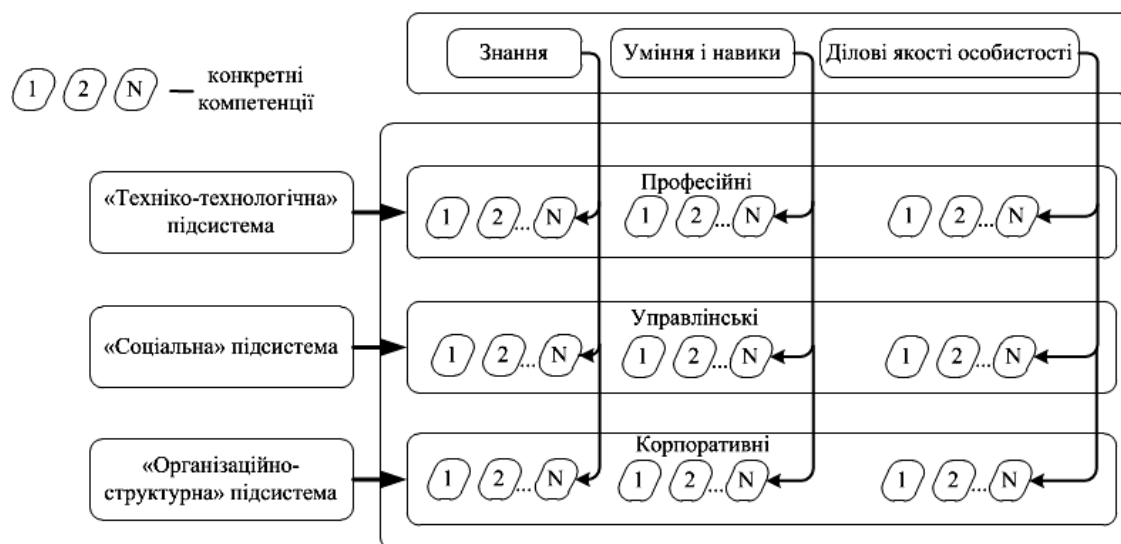 Знання Уміння і навики Ділові якості особистості
1 2 N — конкретні
компетенції
«Техніко-технологічна»
підсистема
Професійні
1 2...N 1 2...N 1 2...N
«Соціальна» підсистема
Управлінські
1 2...N 1 2...N 1 2...N
«Організаційно-
структурна» підсистема
Корпоративні
1 2...N 1 2...N 1 2...N